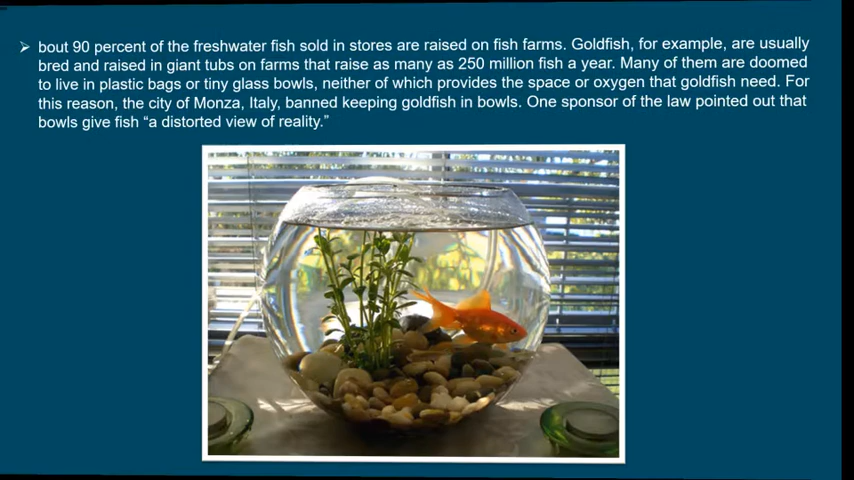 bout 90 percent of the freshwater fish sold in stores are raised on fish farms. Goldfish, for example, are usually
bred and raised in giant tubs on farms that raise as many as 250 million fish a year. Many of them are doomed
to live in plastic bags or tiny glass bowls, neither of which provides the space or oxygen that goldfish need. For
this reason, the city of Monza, Italy, banned keeping goldfish in bowls. One sponsor of the law pointed out that
bowls give fish “a distorted view of reality.”